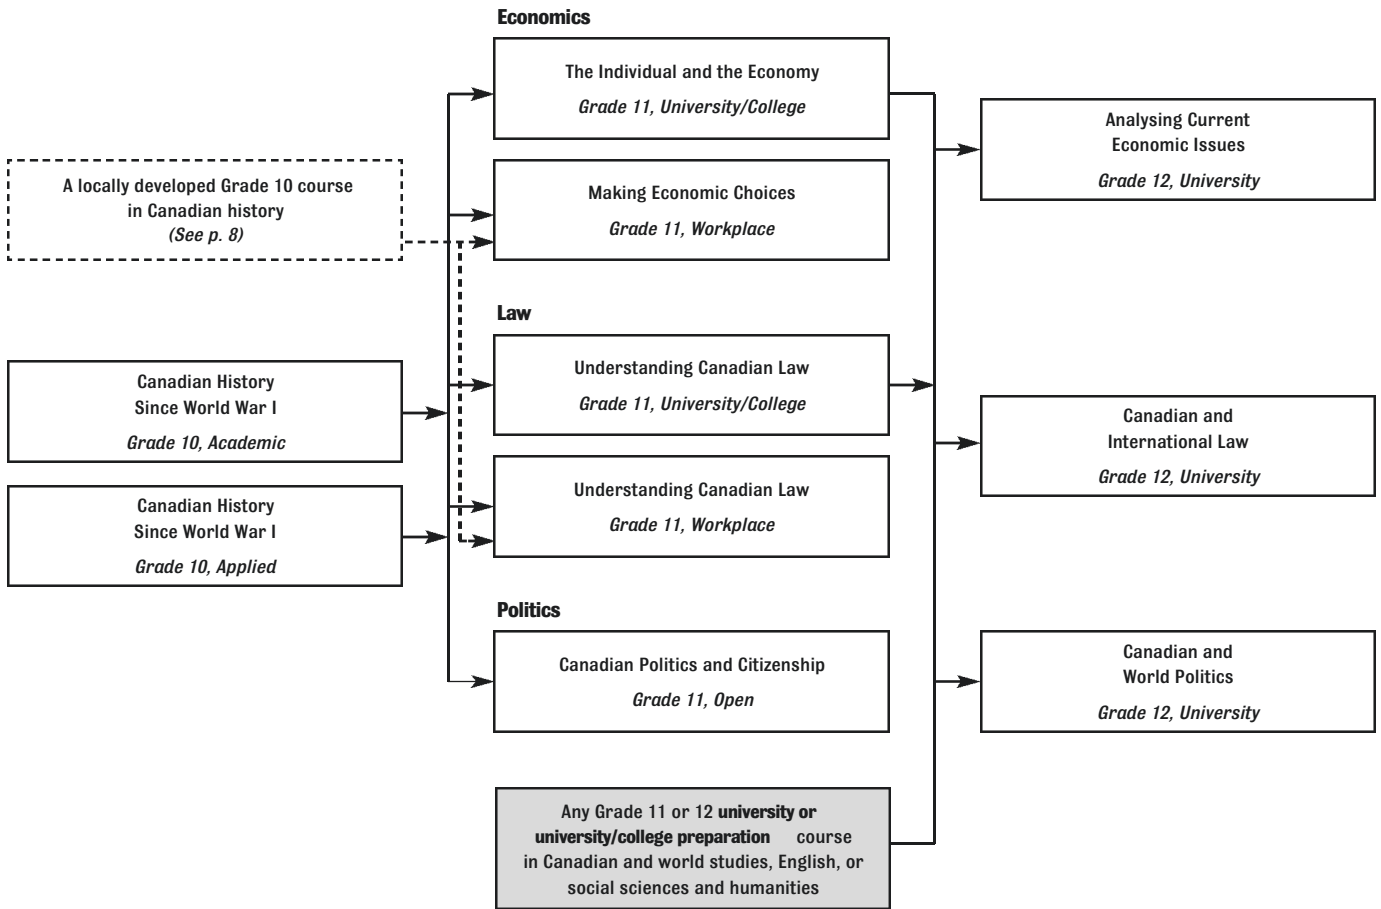 Economics
The Individual and the Economy
Grade 11, University/College
Making Economic Choices
Grade 11, Workplace
A locally developed Grade 10 course
in Canadian history
(See p. 8)
Law
Understanding Canadian Law
Grade 11, University/College
Understanding Canadian Law
Grade 11, Workplace
Canadian History
Since World War I
Grade 10, Academic
Canadian History
Since World War I
Grade 10, Applied
Politics
Canadian Politics and Citizenship
Grade 11, Open
Any Grade 11 or 12 university or
university/college preparation course
in Canadian and world studies, English, or
social sciences and humanities
Analysing Current
Economic Issues
Grade 12, University
Canadian and
International Law
Grade 12, University
Canadian and
World Politics
Grade 12, University